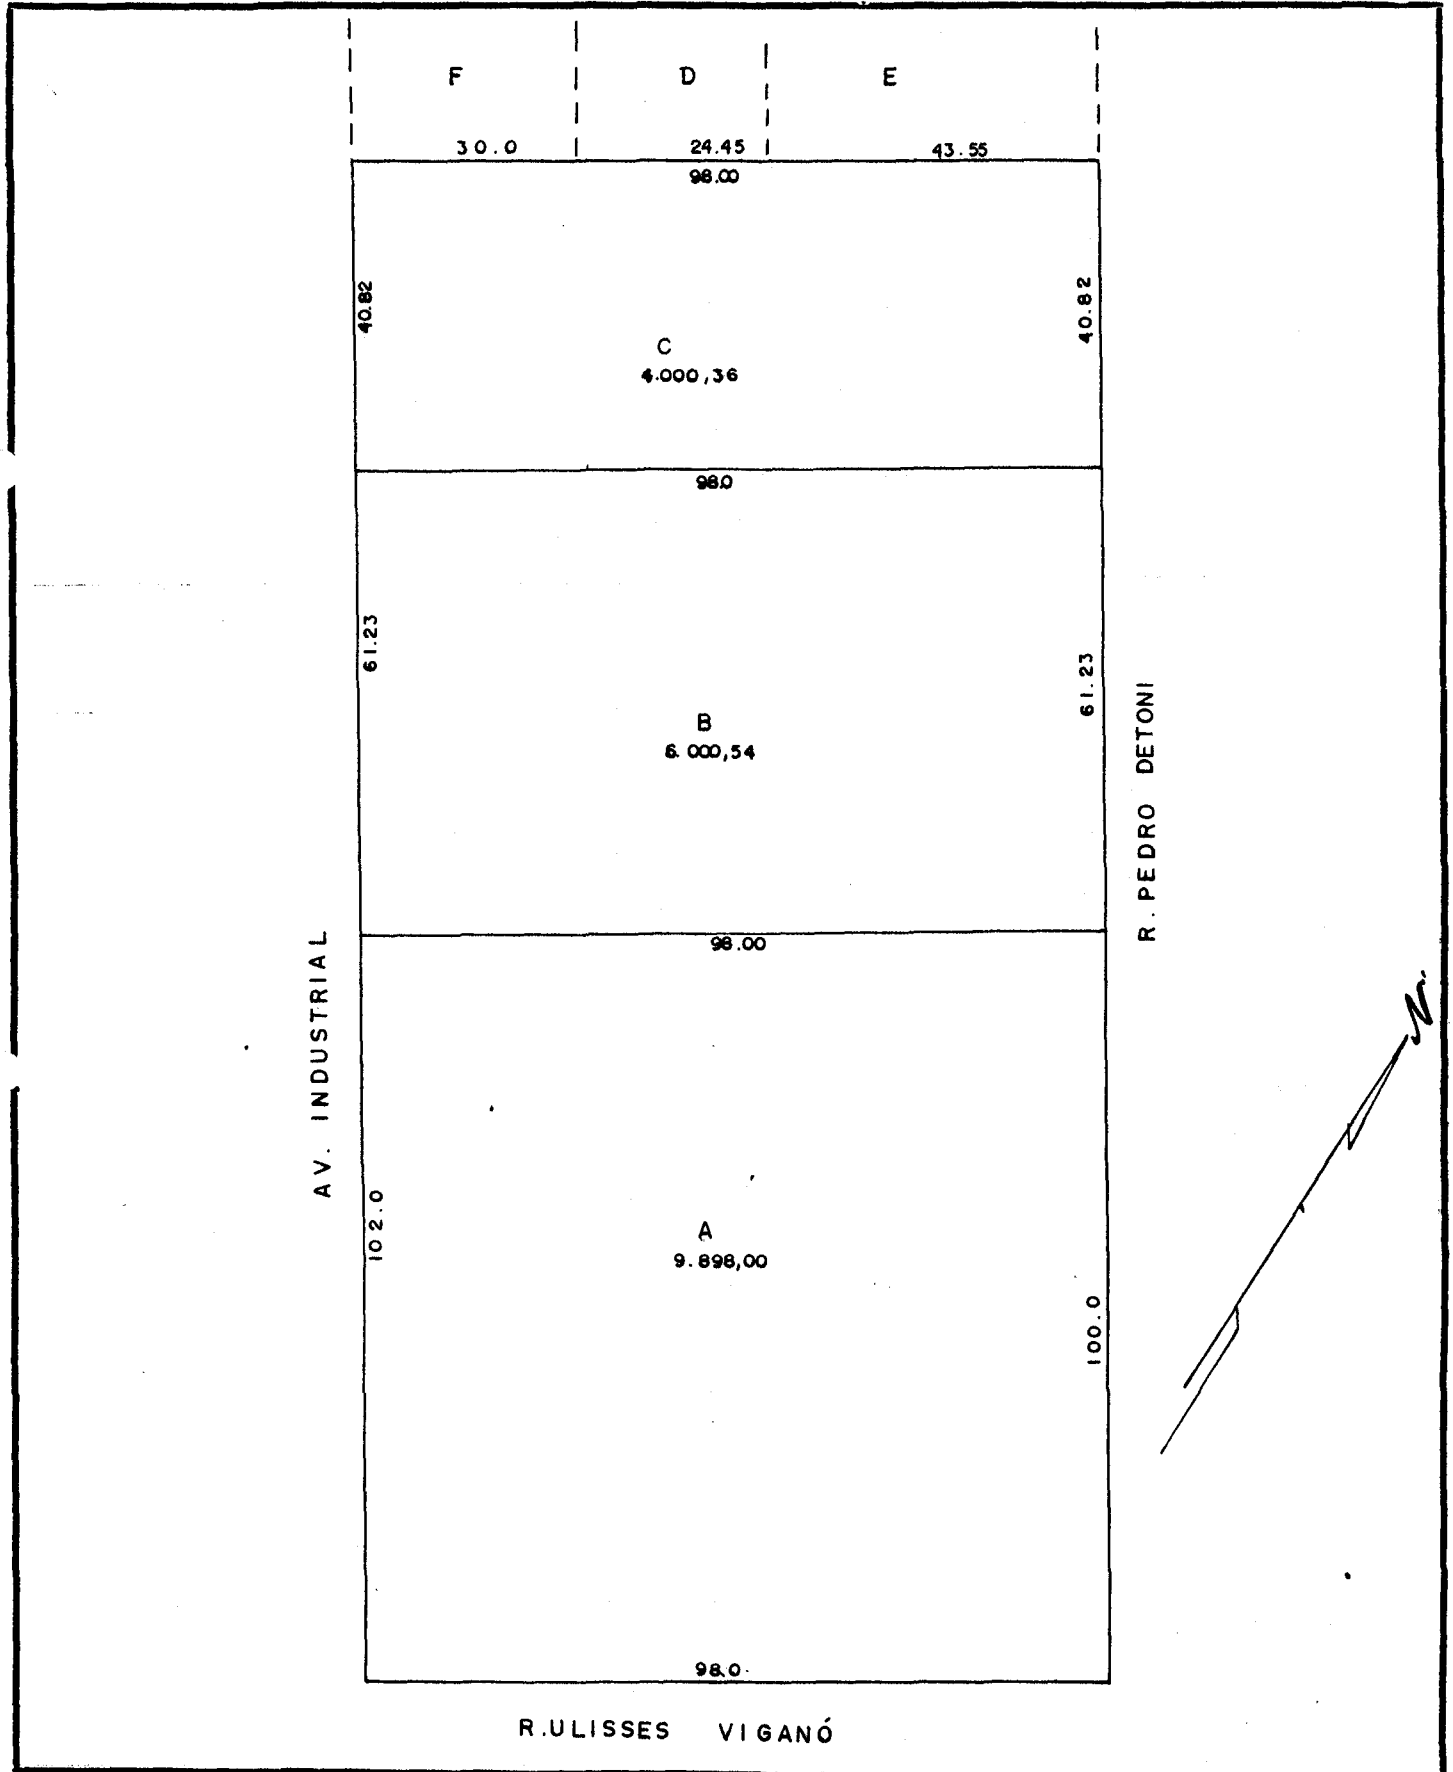 F D E
30.0 24.45 43.55
98.00
40.82
40.82
C
4.000,36
98.0
61.23
61.23
B
6.000,54
R. PEDRO DETONI
98.00
AV. INDUSTRIAL
N.
102.0
A
9.898,00
100.0
98.0
R. ULISSES VIGANÓ